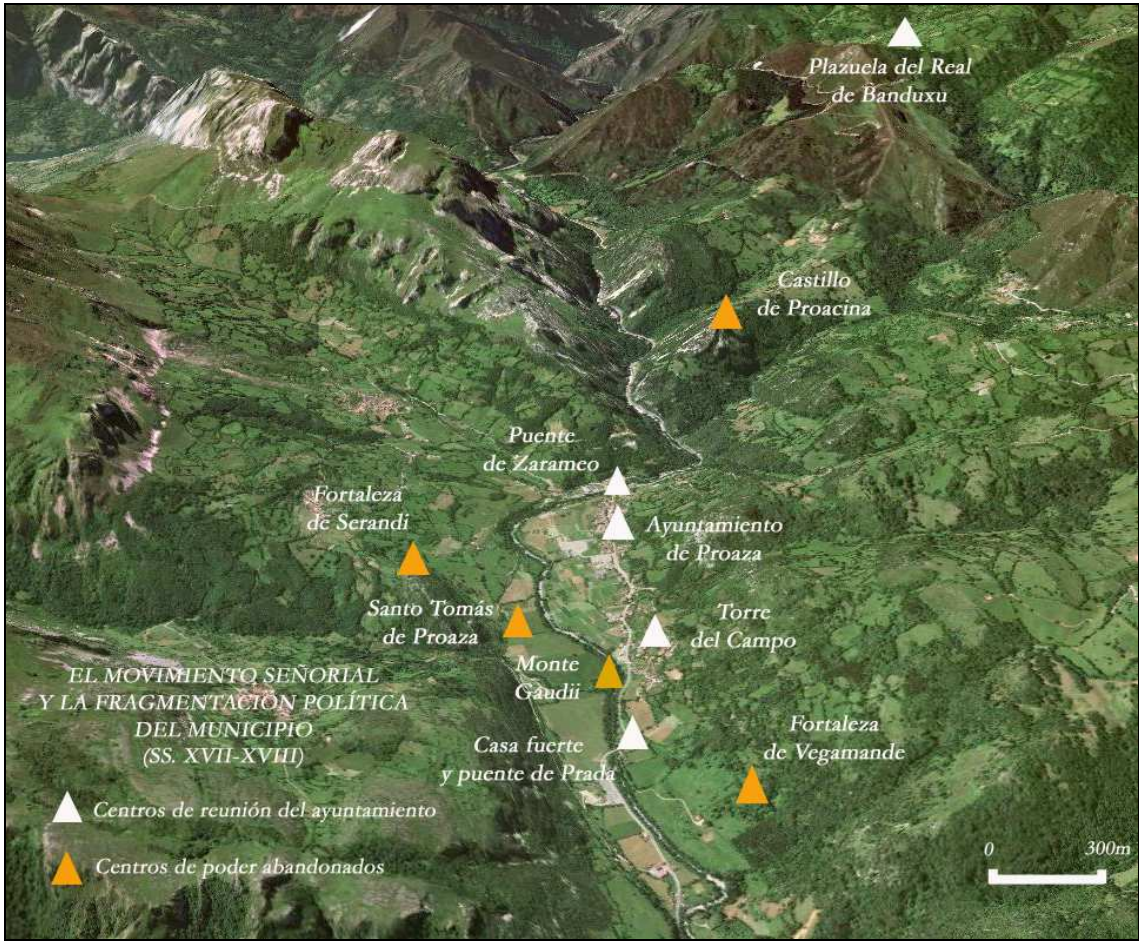 Plazuela del Real
de Banduxu
Castillo
de Proacina
Puente
de Zarameo
Fortaleza
de Serandi
Ayuntamiento
de Proaza
Santo Tomás
de Proaza
Torre
del Campo
Monte
Gaudii
EL MOVIMIENTO SEÑORIAL
Y LA FRAGMENTACIÓN POLÍTICA
DEL MUNICIPIO
(SS. XVII-XVIII)
Casa fuerte
y puente de Prada
Fortaleza
de Vegamande
Centros de reunión del ayuntamiento
Centros de poder abandonados
0 300m